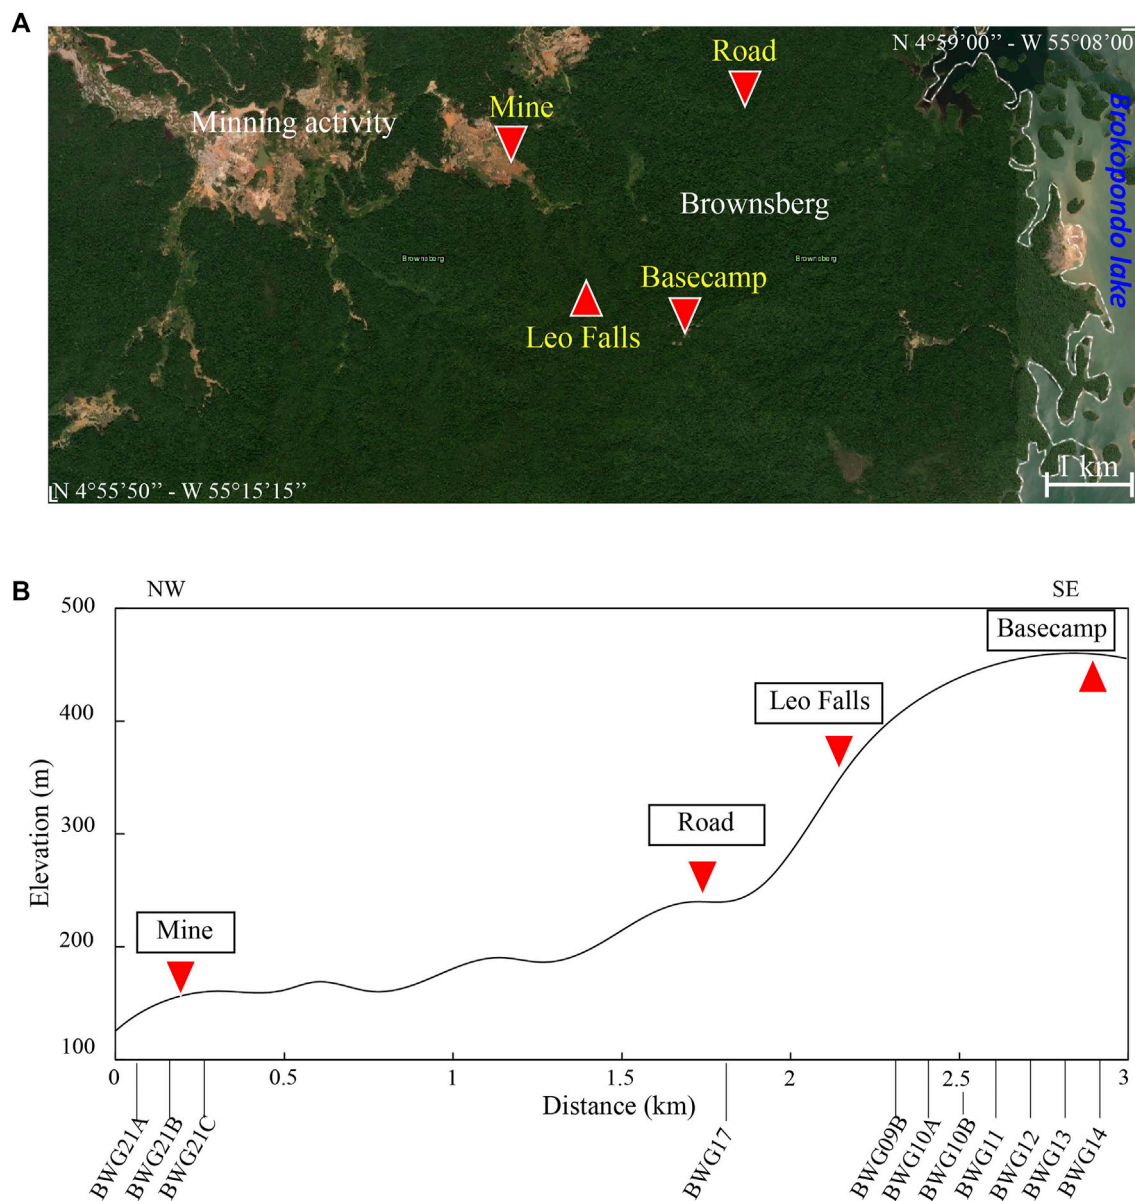 A
Road
N 4°59’00’’ - W 55°08’00
Mine
Minning activity
Brokopondo lake
Brownsberg
Brownsberg
Brownsberg
Basecamp
Leo Falls
1 km
N 4°55’50’’ - W 55°15’15’’
B
NW
SE
500
400
300
200
100
Elevation (m)
Basecamp
Leo Falls
Road
Mine
0
0.5
1
1.5
2
2.5
3
Distance (km)
BWG21A
BWG21B
BWG21C
BWG17
BWG09B
BWG10A
BWG10B
BWG11
BWG12
BWG13
BWG14